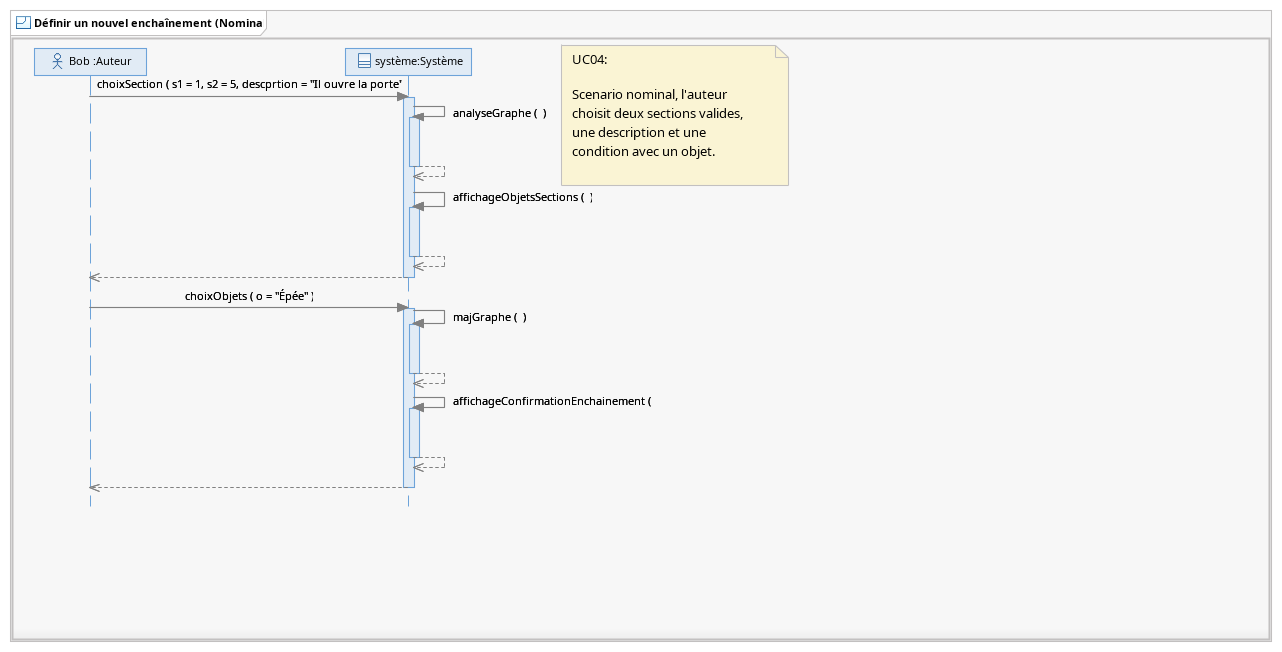 Définir un nouvel enchaînement (Nomina
Bob :Auteur
système:Système
choixSection ( s1 = 1, s2 = 5, descprtion = "Il ouvre la porte"
analyseGraphe (  )
UC04:
Scenario nominal, l'auteur
choisit deux sections valides,
une description et une
condition avec un objet.
affichageObjetsSections (  )
choixObjets ( o = "Épée" )
majGraphe (  )
affichageConfirmationEnchainement (